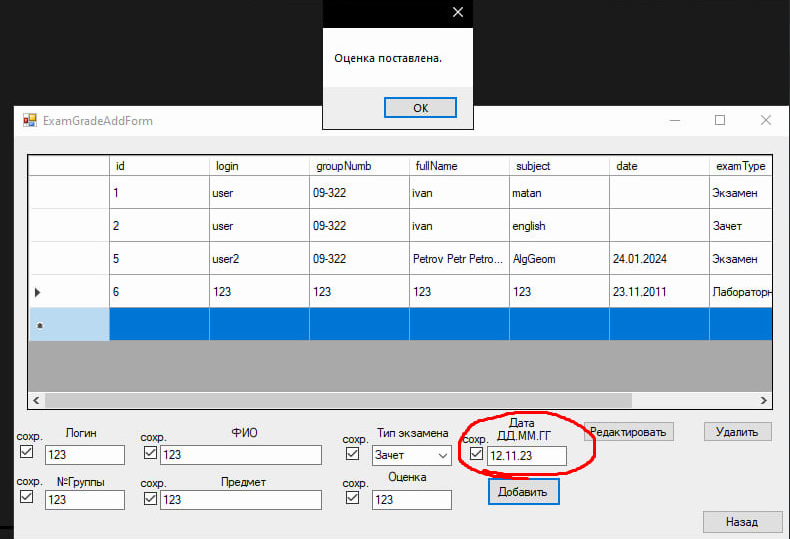 Оценка поставлена.
OK
ExamGradeAddForm
id login groupNumb fullName subject date examType
1 user 09-322 ivan matan Экзамен
2 user 09-322 ivan english Зачет
5 user2 09-322 Petrov Petr Petro... AlgGeom 24.01.2024 Экзамен
6 123 123 123 123 23.11.2011 Лабораторн
Дата
сохр. Логин сохр. ФИО сохр. Тип экзамена сохр. ДД.ММ.ГГ Редактировать Удалить
123 123 Зачет 12.11.23
сохр. №Группы сохр. Предмет сохр. Оценка
123 123 123 Добавить
Назад